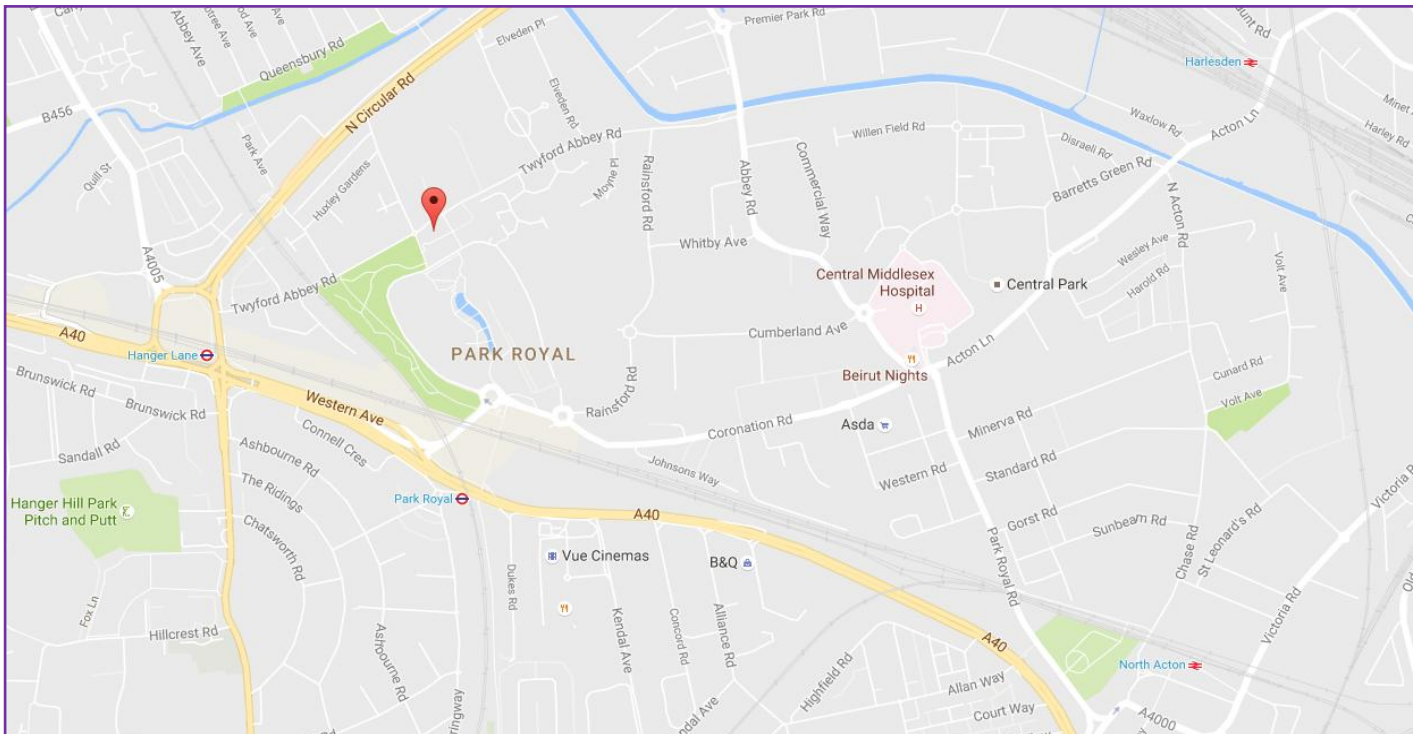 Queensbury Rd
Abbey Ave
Elveden Pl
Premier Park Rd
Harlesden
B456
N Circular Rd
Elveden Rd
Park Ave
Quill St
Huxley Gardens
Twyford Abbey Rd
Moyne Pl
Rainsford Rd
Abbey Rd
Commercial Way
Willen Field Rd
Waxlow Rd
Disraeli Rd
Acton Ln
Barretts Green Rd
Harley Rd
N Acton Rd
A4005
Whitby Ave
Wesley Ave
Harold Rd
Volt Ave
Central Middlesex
Hospital
H
Central Park
Twyford Abbey Rd
Cumberland Ave
A40
Hanger Lane
PARK ROYAL
Beirut Nights
Acton Ln
Brunswick Rd
Brunswick Rd
Western Ave
Rainsford Rd
Cunard Rd
Volt Ave
Connell Cres
Coronation Rd
Asda
Minerva Rd
Sandall Rd
Ashbourne Rd
The Ridings
Johnsons Way
Western Rd
Standard Rd
Hanger Hill Park
Pitch and Putt
Park Royal
Victoria Rd
Chatsworth Rd
A40
Gorst Rd
Sunbeam Rd
St Leonard's Rd
Chase Rd
Vue Cinemas
B&Q
Park Royal Rd
Dukes Rd
Fox Ln
Hillcrest Rd
Kendal Ave
Concord Rd
Alliance Rd
Victoria Rd
A40
Ashbourne Rd
Highfield Rd
North Acton
Allan Way
Court Way
A4000